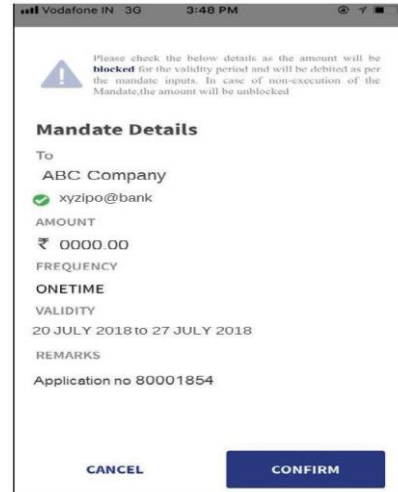 Vodafone IN 3G 3:48 PM
Please check the below details as the amount will be
blocked for the validity period and will be debited as per
the mandate inputs. In case of non-execution of the
Mandate,the amount will be unblocked
Mandate Details
To
ABC Company
xyzipo@bank
AMOUNT
₹ 0000.00
FREQUENCY
ONETIME
VALIDITY
20 JULY 2018 to 27 JULY 2018
REMARKS
Application no 80001854
CANCEL CONFIRM